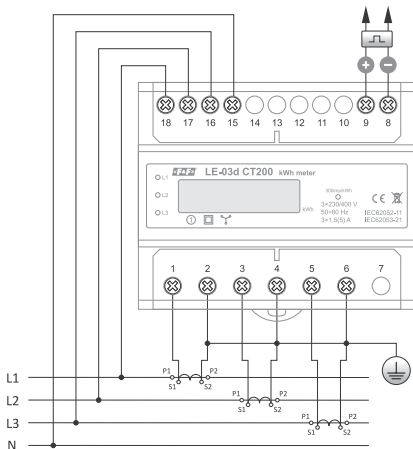 + −
18 17 16 15 14 13 12 11 10 9 8
F&F LE-03d CT200 kWh meter
L1
L2
L3
kWh
800imp/kWh
3×230/400 V
50÷60 Hz
3×1.5(5) A
CE
IEC62052-11
IEC62053-21
1
1 2 3 4 5 6 7
L1
P1 P2
S1 S2
L2
P1 P2
S1 S2
L3
P1 P2
S1 S2
N